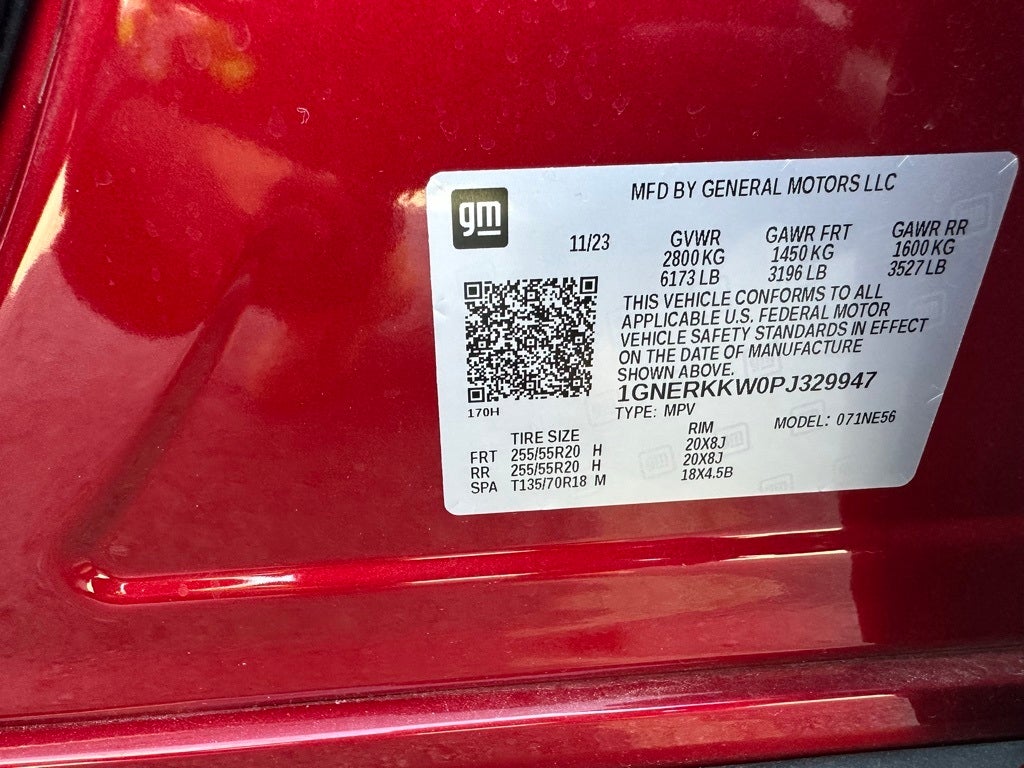 gm
MFD BY GENERAL MOTORS LLC
11/23 GVWR GAWR FRT GAWR RR
2800 KG 1450 KG 1600 KG
6173 LB 3196 LB 3527 LB
THIS VEHICLE CONFORMS TO ALL
APPLICABLE U.S. FEDERAL MOTOR
VEHICLE SAFETY STANDARDS IN EFFECT
ON THE DATE OF MANUFACTURE
SHOWN ABOVE.
1GNERKKW0PJ329947
170H
TYPE: MPV MODEL: 071NE56
TIRE SIZE RIM
FRT 255/55R20 H 20X8J
RR 255/55R20 H 20X8J
SPA T135/70R18 M 18X4.5B